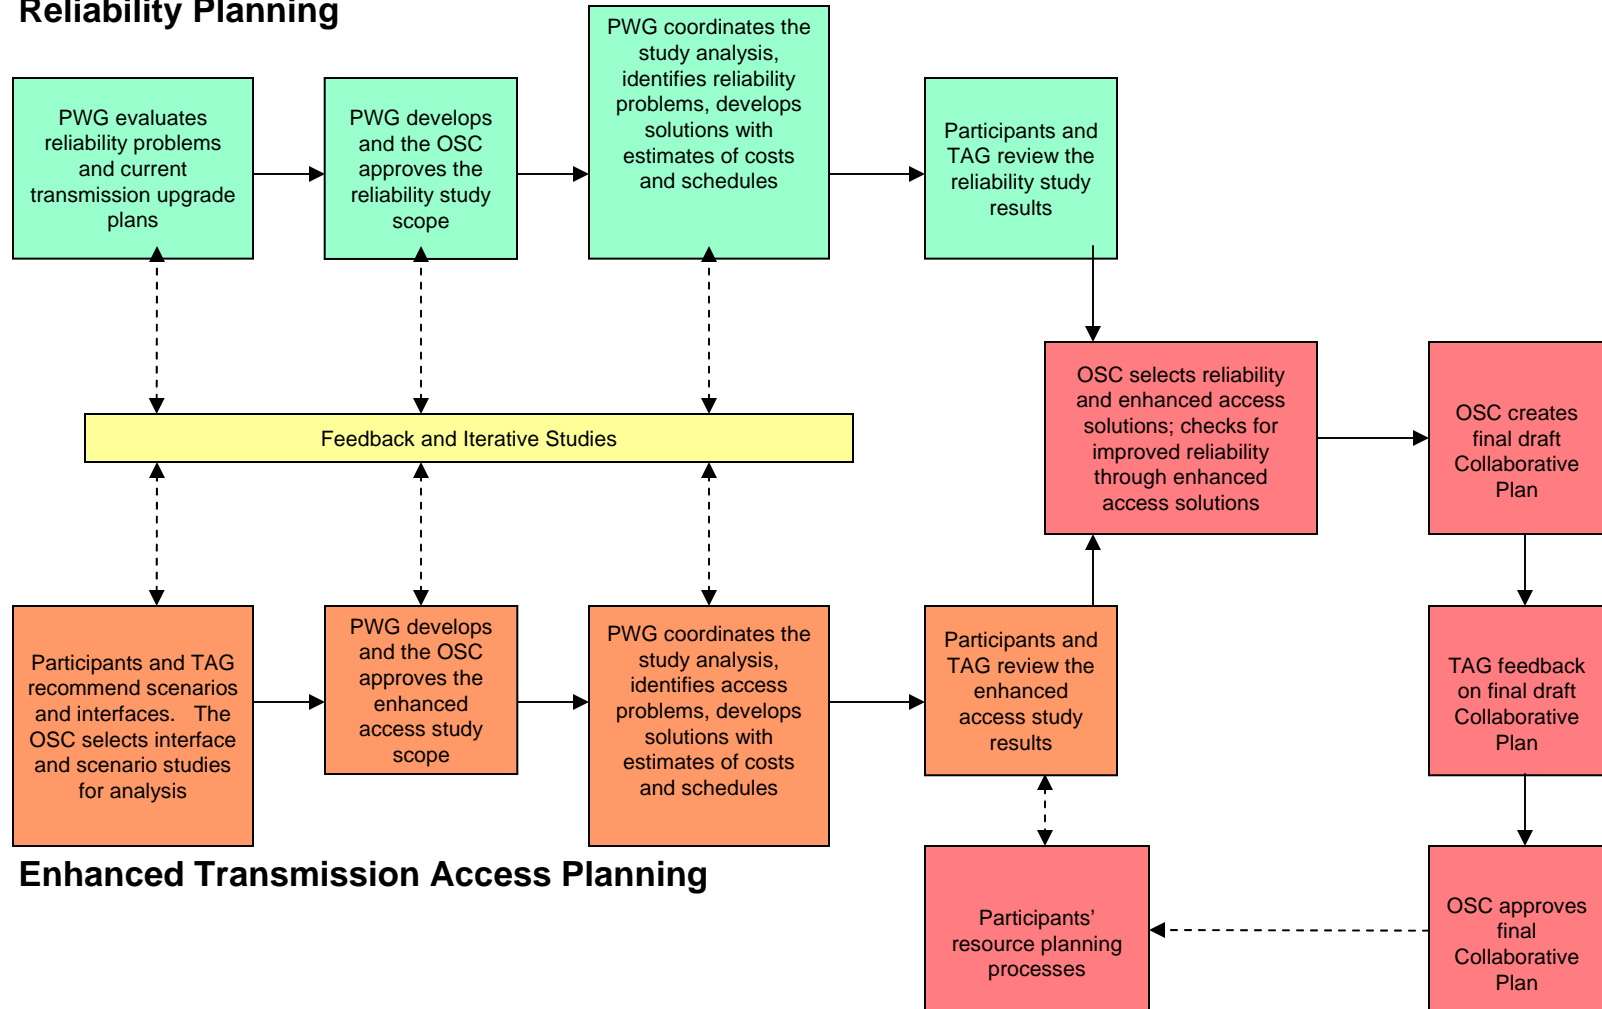 Reliability Planning
PWG evaluates
reliability problems
and current
transmission upgrade
plans
PWG develops
and the OSC
approves the
reliability study
scope
PWG coordinates the
study analysis,
identifies reliability
problems, develops
solutions with
estimates of costs
and schedules
Participants and
TAG review the
reliability study
results
Feedback and Iterative Studies
OSC selects reliability
and enhanced access
solutions; checks for
improved reliability
through enhanced
access solutions
OSC creates
final draft
Collaborative
Plan
Participants and TAG
recommend scenarios
and interfaces.   The
OSC selects interface
and scenario studies
for analysis
PWG develops
and the OSC
approves the
enhanced
access study
scope
PWG coordinates the
study analysis,
identifies access
problems, develops
solutions with
estimates of costs
and schedules
Participants and
TAG review the
enhanced
access study
results
TAG feedback
on final draft
Collaborative
Plan
Enhanced Transmission Access Planning
Participants’
resource planning
processes
OSC approves
final
Collaborative
Plan